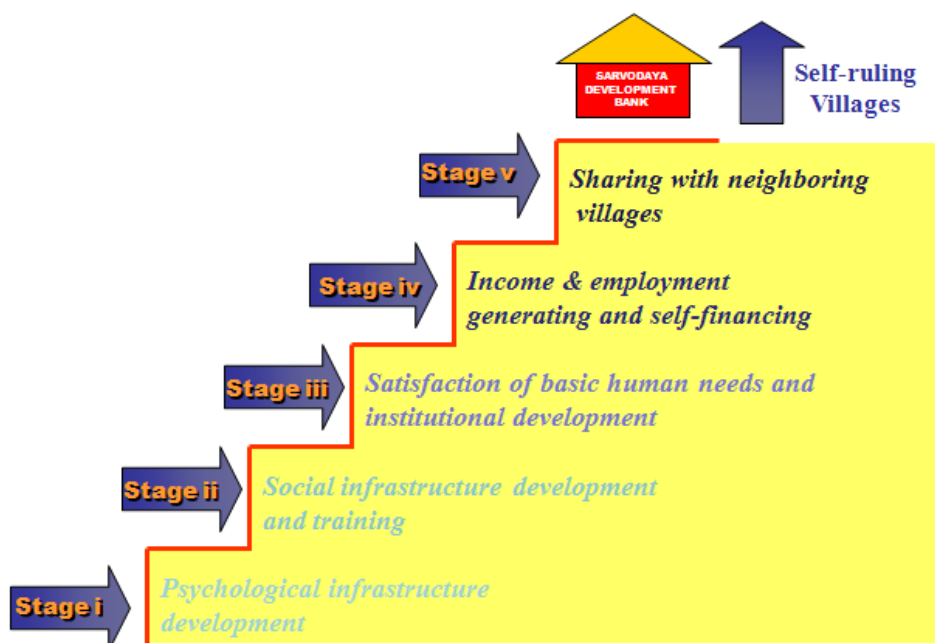 SARVODAYA
DEVELOPMENT
BANK
Self-ruling
Villages
Stage v
Sharing with neighboring
villages
Stage iv
Income & employment
generating and self-financing
Stage iii
Satisfaction of basic human needs and
institutional development
Stage ii
Social infrastructure development
and training
Stage i
Psychological infrastructure
development